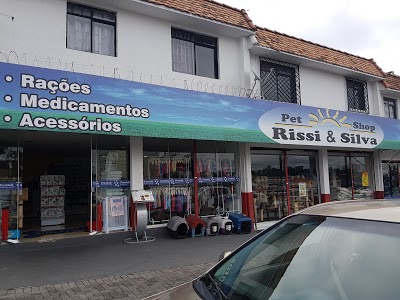 • Rações
• Medicamentos
• Acessórios
Pet Shop
Rissi & Silva